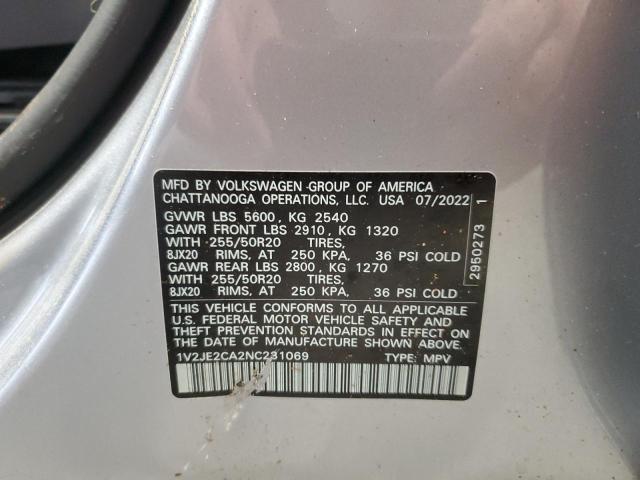 MFD BY VOLKSWAGEN GROUP OF AMERICA
CHATTANOOGA OPERATIONS, LLC. USA 07/2022
GVWR LBS 5600, KG 2540
GAWR FRONT LBS 2910, KG 1320
WITH 255/50R20 TIRES,
8JX20 RIMS, AT 250 KPA, 36 PSI COLD
GAWR REAR LBS 2800, KG 1270
WITH 255/50R20 TIRES,
8JX20 RIMS, AT 250 KPA, 36 PSI COLD
THIS VEHICLE CONFORMS TO ALL APPLICABLE
U.S. FEDERAL MOTOR VEHICLE SAFETY AND
THEFT PREVENTION STANDARDS IN EFFECT ON
THE DATE OF MANUFACTURE SHOWN ABOVE.
1V2JE2CA2NC231069 TYPE: MPV
2950273 1